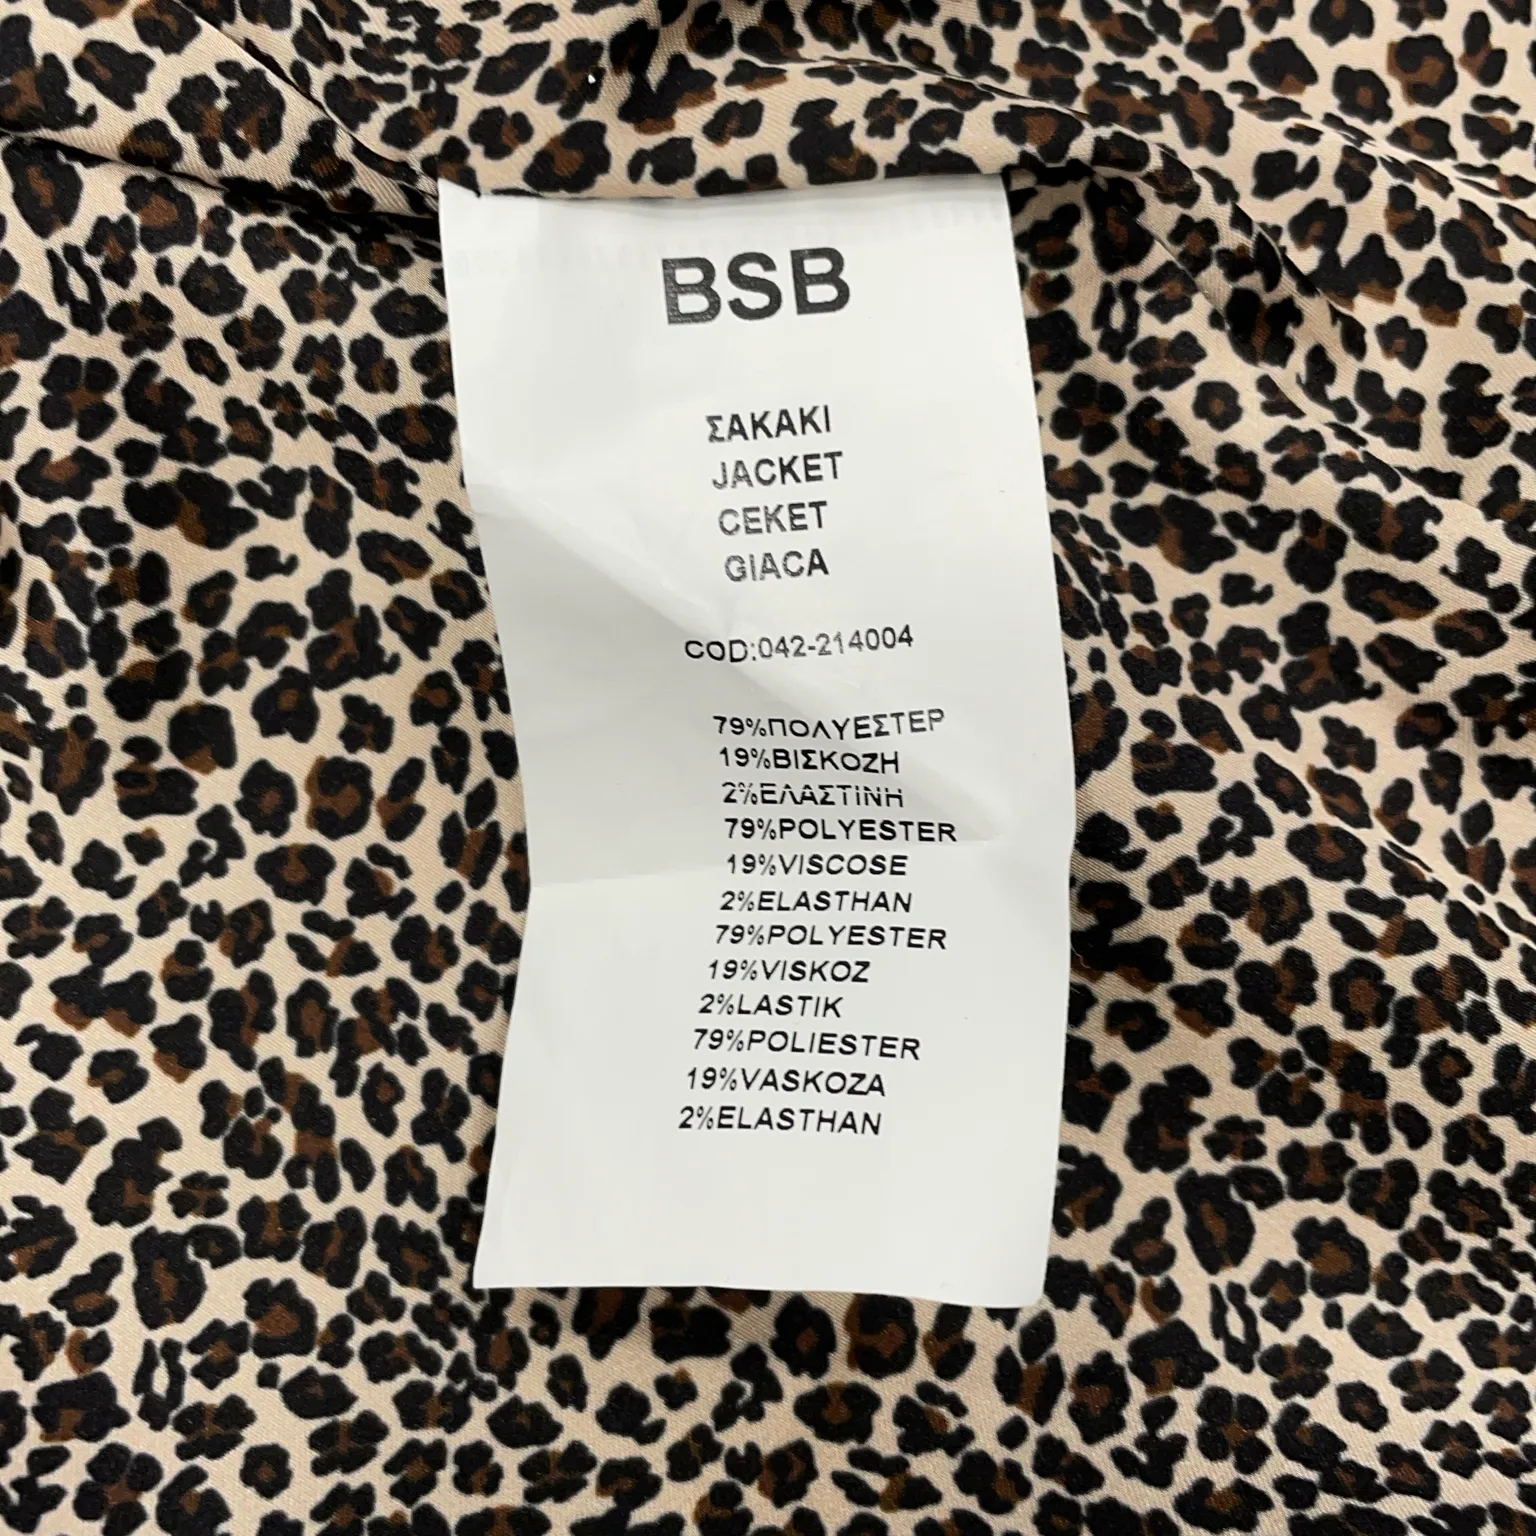 BSB
ΣΑΚΑΚΙ
JACKET
CEKET
GIACA
COD:042-214004
79%ΠΟΛΥΕΣΤΕΡ
19%ΒΙΣΚΟΖΗ
2%ΕΛΑΣΤΙΝΗ
79%POLYESTER
19%VISCOSE
2%ELASTHAN
79%POLYESTER
19%VISKOZ
2%LASTIK
79%POLIESTER
19%VASKOZA
2%ELASTHAN